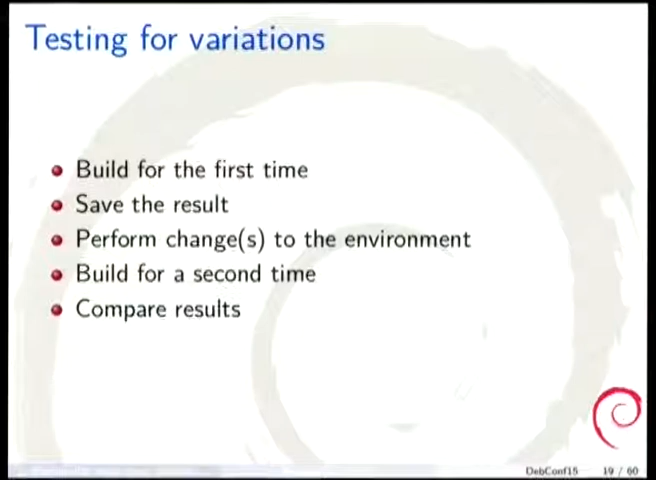 Testing for variations
Build for the first time
Save the result
Perform change(s) to the environment
Build for a second time
Compare results
DebConf15 19 / 60